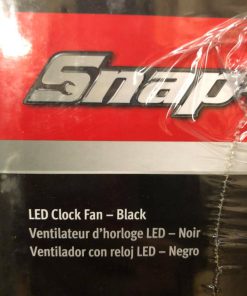 Snap
LED Clock Fan – Black
Ventilateur d'horloge LED – Noir
Ventilador con reloj LED – Negro